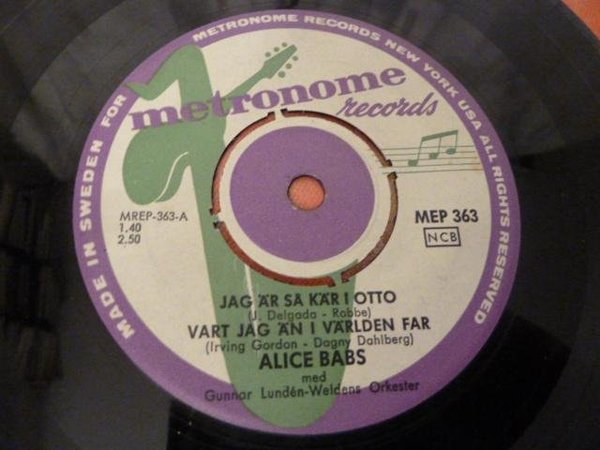 MADE IN SWEDEN FOR METRONOME RECORDS NEW YORK USA ALL RIGHTS RESERVED
metronome
records
MREP-363-A
1.40
2.50
MEP 363
NCB
JAG ÄR SÅ KÄR I OTTO
(J. Delgada - Robbe)
VART JAG ÄN I VÄRLDEN FAR
(Irving Gordon - Dagny Dahlberg)
ALICE BABS
med
Gunnar Lundén-Weldens Orkester